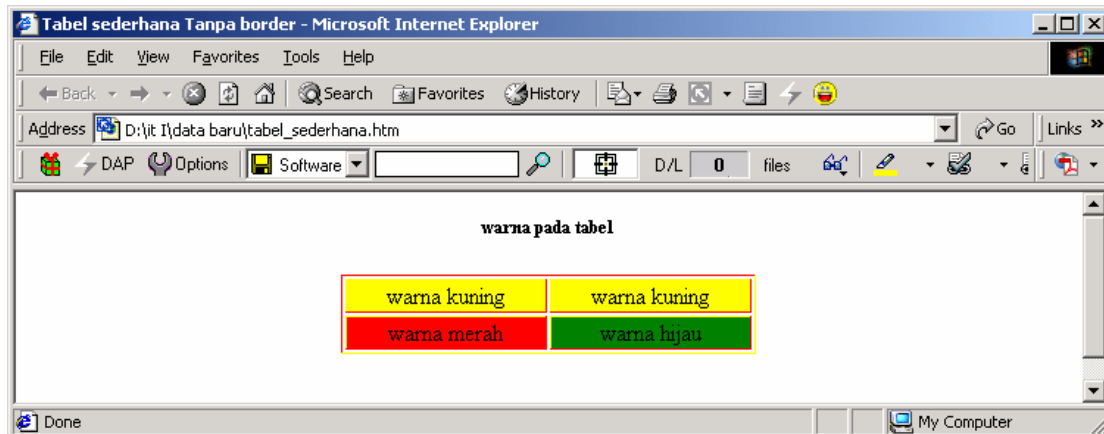 Tabel sederhana Tanpa border - Microsoft Internet Explorer
File Edit View Favorites Tools Help
Back Search Favorites History
Address D:\it I\data baru\tabel_sederhana.htm Go Links »
DAP Options Software D/L 0 files
warna pada tabel
warna kuning warna kuning
warna merah warna hijau
Done My Computer